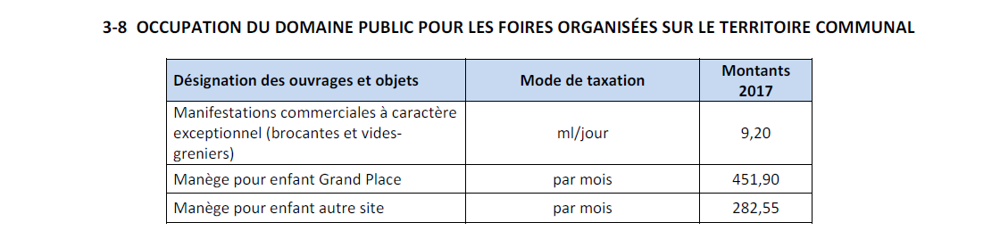 3-8 OCCUPATION DU DOMAINE PUBLIC POUR LES FOIRES ORGANISÉES SUR LE TERRITOIRE COMMUNAL
Désignation des ouvrages et objets Mode de taxation Montants 2017
Manifestations commerciales à caractère
exceptionnel (brocantes et vides-
greniers) ml/jour 9,20
Manège pour enfant Grand Place par mois 451,90
Manège pour enfant autre site par mois 282,55